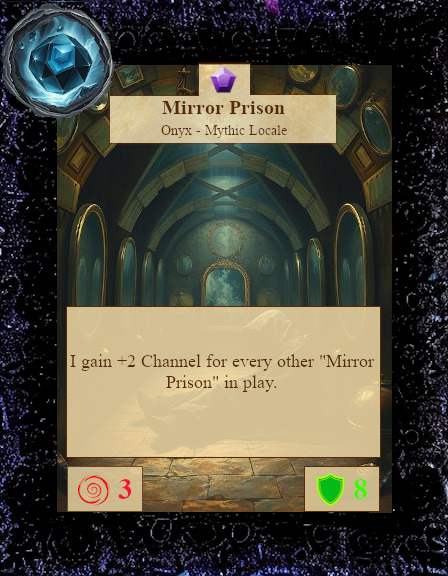 Mirror Prison
Onyx - Mythic Locale
I gain +2 Channel for every other "Mirror
Prison" in play.
3
8